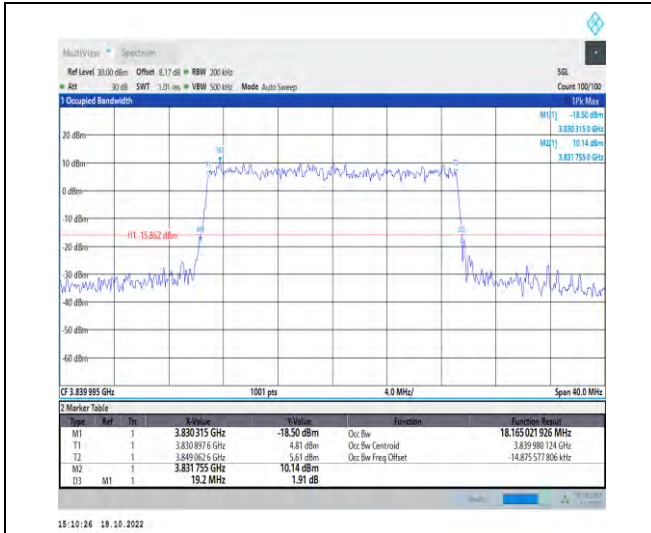 MultiView Spectrum
Ref Level 30.00 dBm Offset 8.17 dB RBW 200 kHz SGL
Att 30 dB SWT 1.01 ms VBW 500 kHz Mode Auto Sweep Count 100/100
1 Occupied Bandwidth 1Pk Max
M1[1] -18.50 dBm
3.830 315 0 GHz
M2[1] 10.14 dBm
3.831 755 0 GHz
20 dBm
M2
10 dBm
T1 T2
0 dBm
-10 dBm
H1 -15.862 dBm M1 D3
-20 dBm
-30 dBm
-40 dBm
-50 dBm
-60 dBm
CF 3.839 995 GHz 1001 pts 4.0 MHz/ Span 40.0 MHz
2 Marker Table
Type Ref Trc X-Value Y-Value Function Function Result
M1 1 3.830 315 GHz -18.50 dBm Occ Bw 18.165 021 926 MHz
T1 1 3.830 897 6 GHz 4.81 dBm Occ Bw Centroid 3.839 980 124 GHz
T2 1 3.849 062 6 GHz 5.61 dBm Occ Bw Freq Offset -14.875 577 806 kHz
M2 1 3.831 755 GHz 10.14 dBm
D3 M1 1 19.2 MHz 1.91 dB
15:10:26 18.10.2022